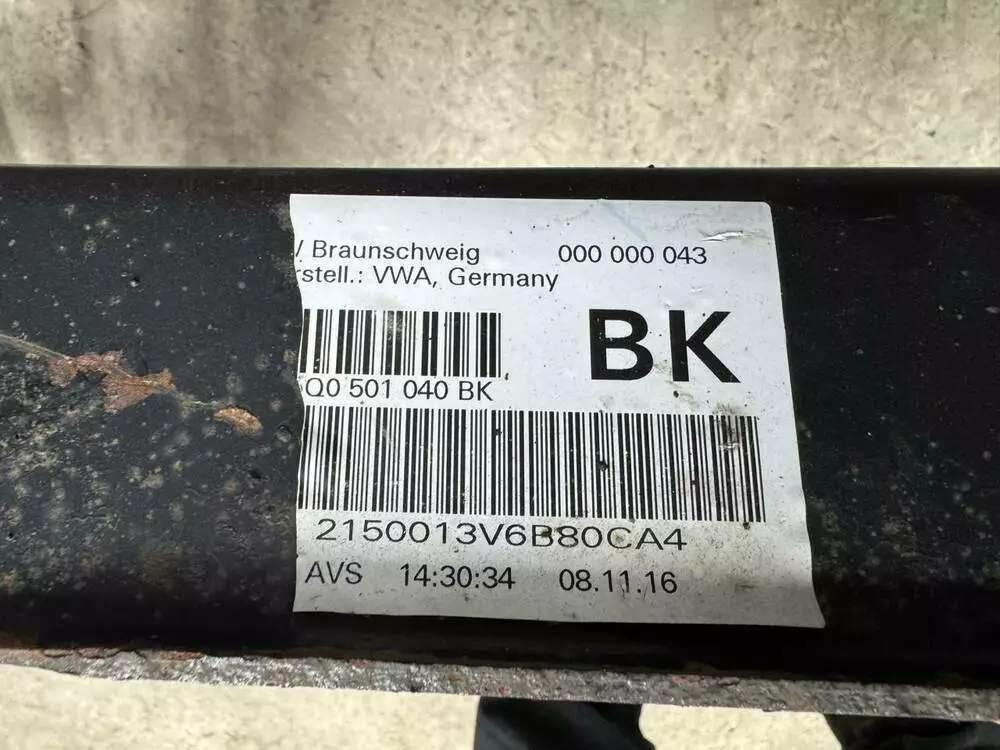 Braunschweig 000 000 043
rstell.: VWA, Germany
BK
Q0 501 040 BK
2150013V6B80CA4
AVS 14:30:34 08.11.16